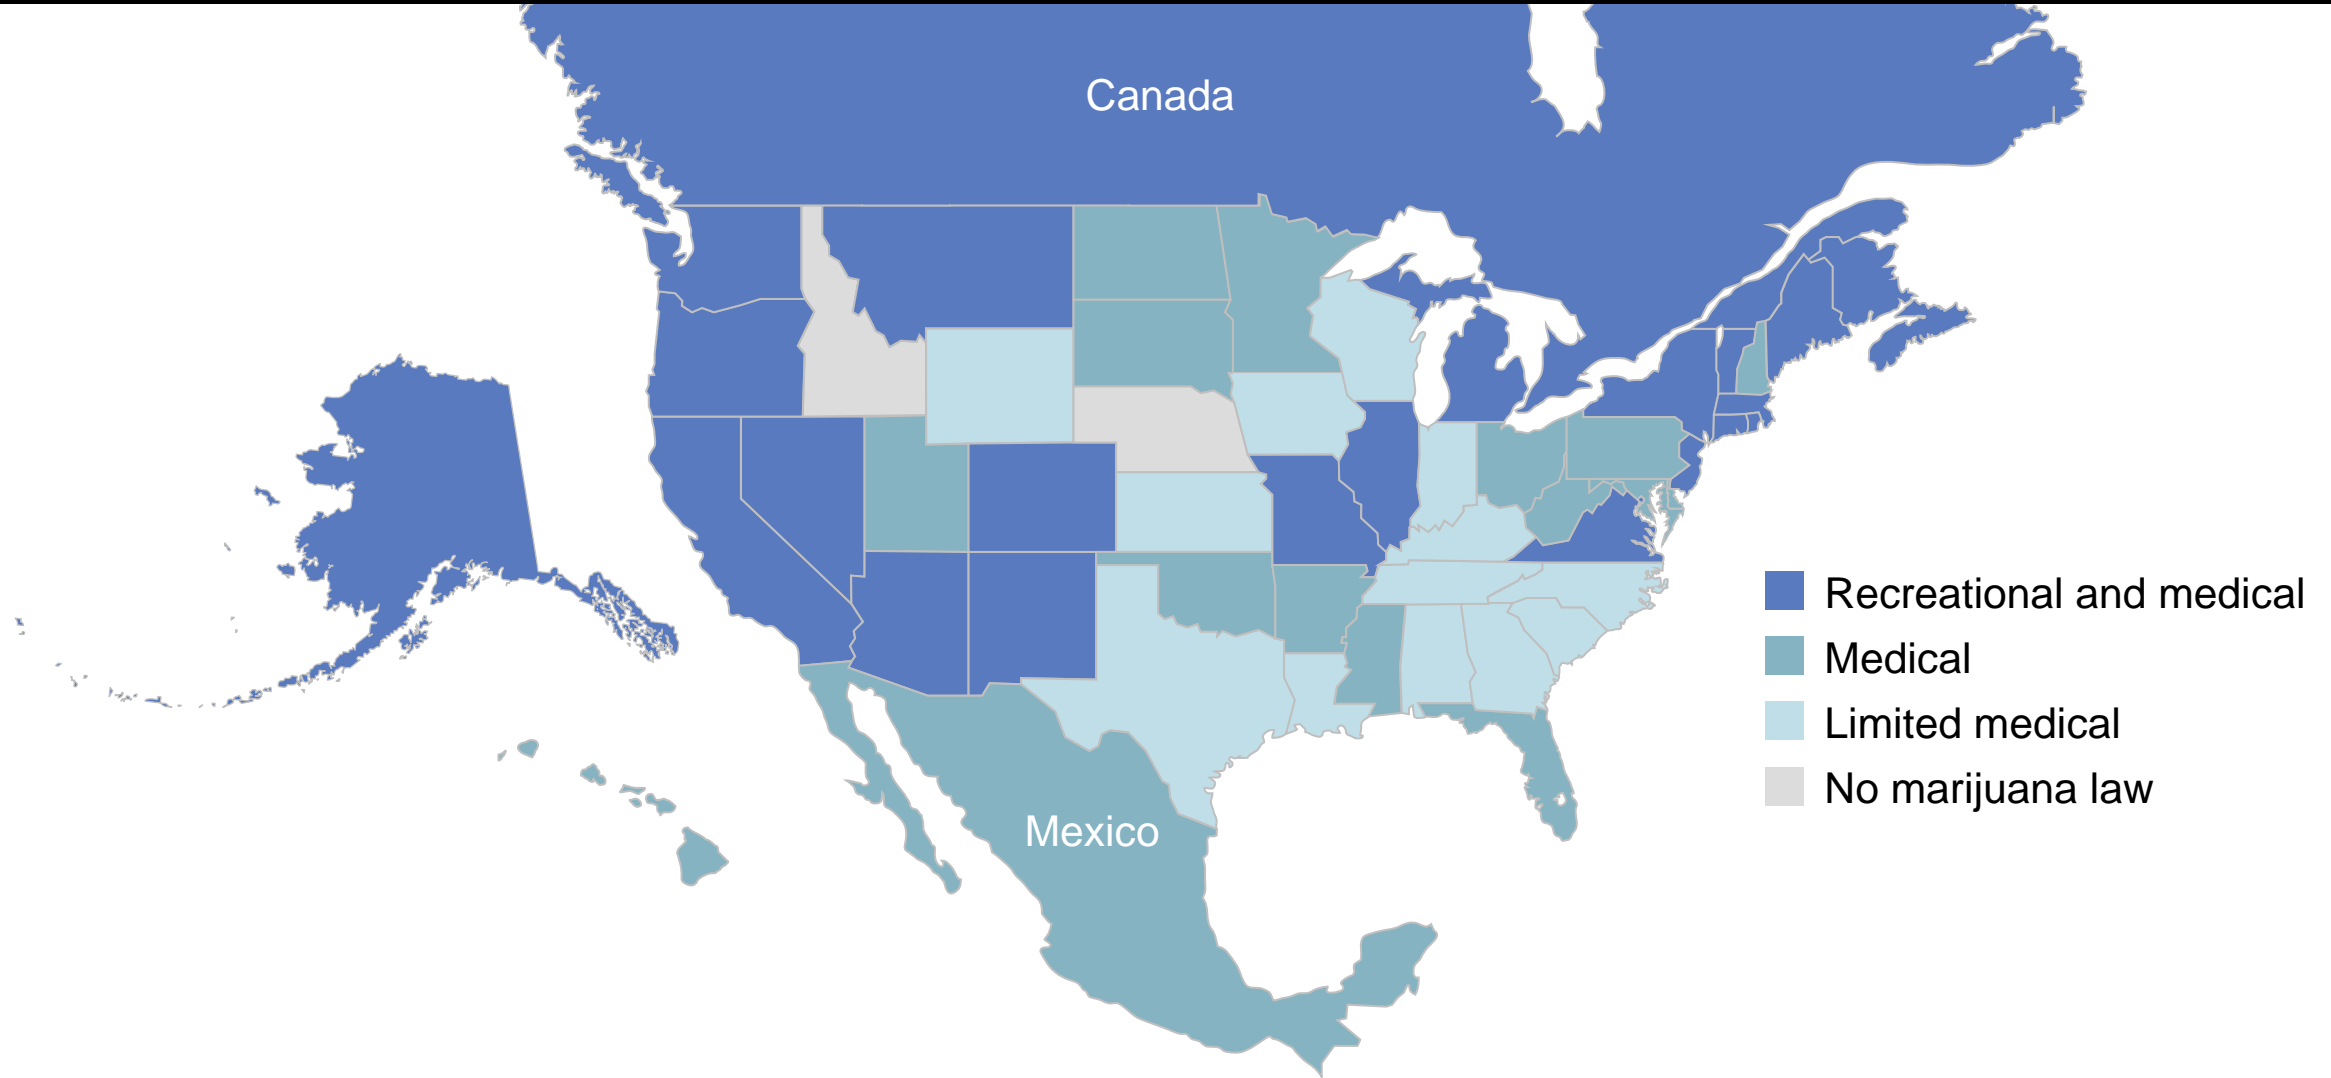 Canada
Recreational and medical
Medical
Limited medical
No marijuana law
Mexico